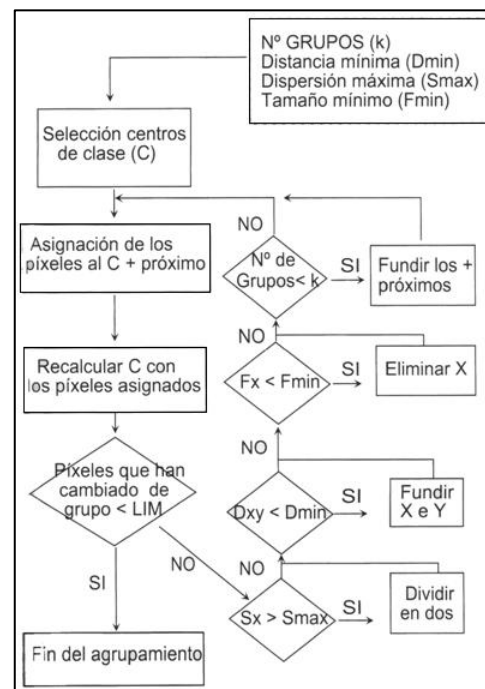 Nº GRUPOS (k)
Distancia mínima (Dmin)
Dispersión máxima (Smax)
Tamaño mínimo (Fmin)
Selección centros
de clase (C)
Asignación de los
píxeles al C + próximo
Recalcular C con
los píxeles asignados
Píxeles que han
cambiado de
grupo < LIM
SI
NO
Fin del agrupamiento
Sx > Smax
SI
Dividir
en dos
NO
Dxy < Dmin
SI
Fundir
X e Y
NO
Fx < Fmin
SI
Eliminar X
NO
Nº de
Grupos< k
SI
Fundir los +
próximos
NO